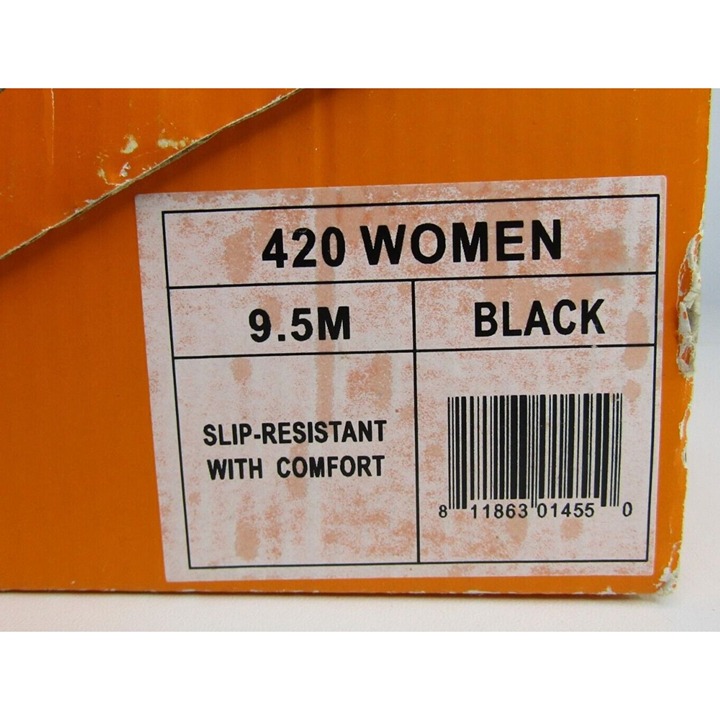 420 WOMEN
9.5M
BLACK
SLIP-RESISTANT
WITH COMFORT
8 11863 01455 0